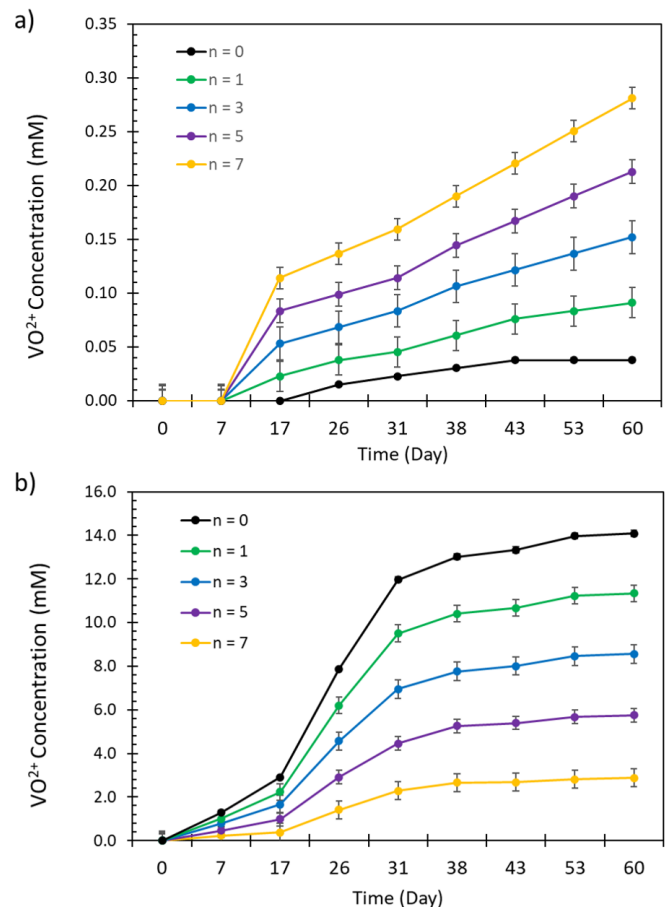 a)
VO²⁺ Concentration (mM)
0.35
0.30
0.25
0.20
0.15
0.10
0.05
0.00
n = 0
n = 1
n = 3
n = 5
n = 7
0 7 17 26 31 38 43 53 60
Time (Day)
b)
VO²⁺ Concentration (mM)
16.0
14.0
12.0
10.0
8.0
6.0
4.0
2.0
0.0
n = 0
n = 1
n = 3
n = 5
n = 7
0 7 17 26 31 38 43 53 60
Time (Day)